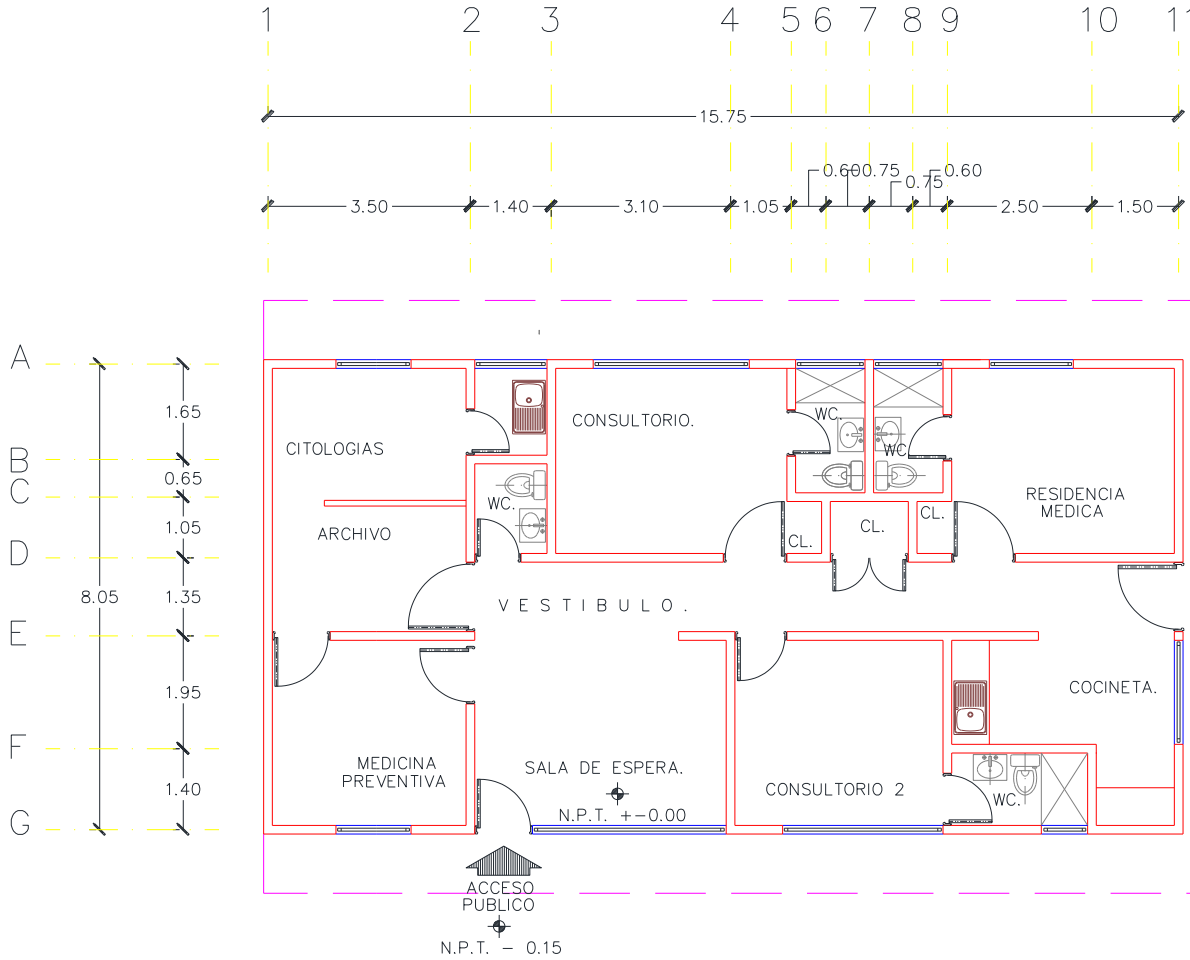 1 2 3 4 5 6 7 8 9 10 11
15.75
0.60 0.75 0.75 0.60
3.50 1.40 3.10 1.05 2.50 1.50
A
1.65
CONSULTORIO.
WC.
CITOLOGIAS
WC.
B
0.65
C
WC.
RESIDENCIA
MEDICA
CL.
CL.
CL.
1.05
ARCHIVO
D
8.05
1.35
VESTIBULO.
E
1.95
COCINETA.
F
MEDICINA
PREVENTIVA
SALA DE ESPERA.
1.40
CONSULTORIO 2
WC.
N.P.T. +-0.00
G
ACCESO
PUBLICO
N.P.T. - 0.15